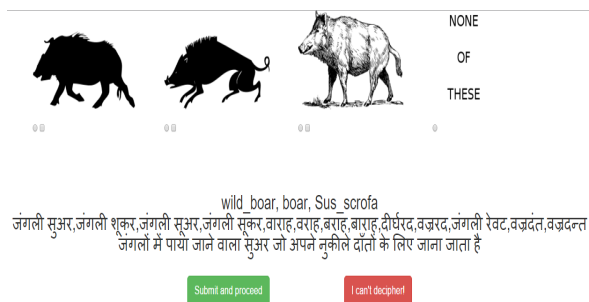 NONE
OF
THESE
wild_boar, boar, Sus_scrofa
जंगली सुअर,जंगली शूकर,जंगली सूअर,जंगली सूकर,वाराह,वराह,बराह,बाराह,दीर्घरद,वज्ररद,जंगली रेवट,वज्रदंत,वज्रदन्त
जंगलों में पाया जाने वाला सुअर जो अपने नुकीले दाँतों के लिए जाना जाता है
Submit and proceed
I can't decipher!